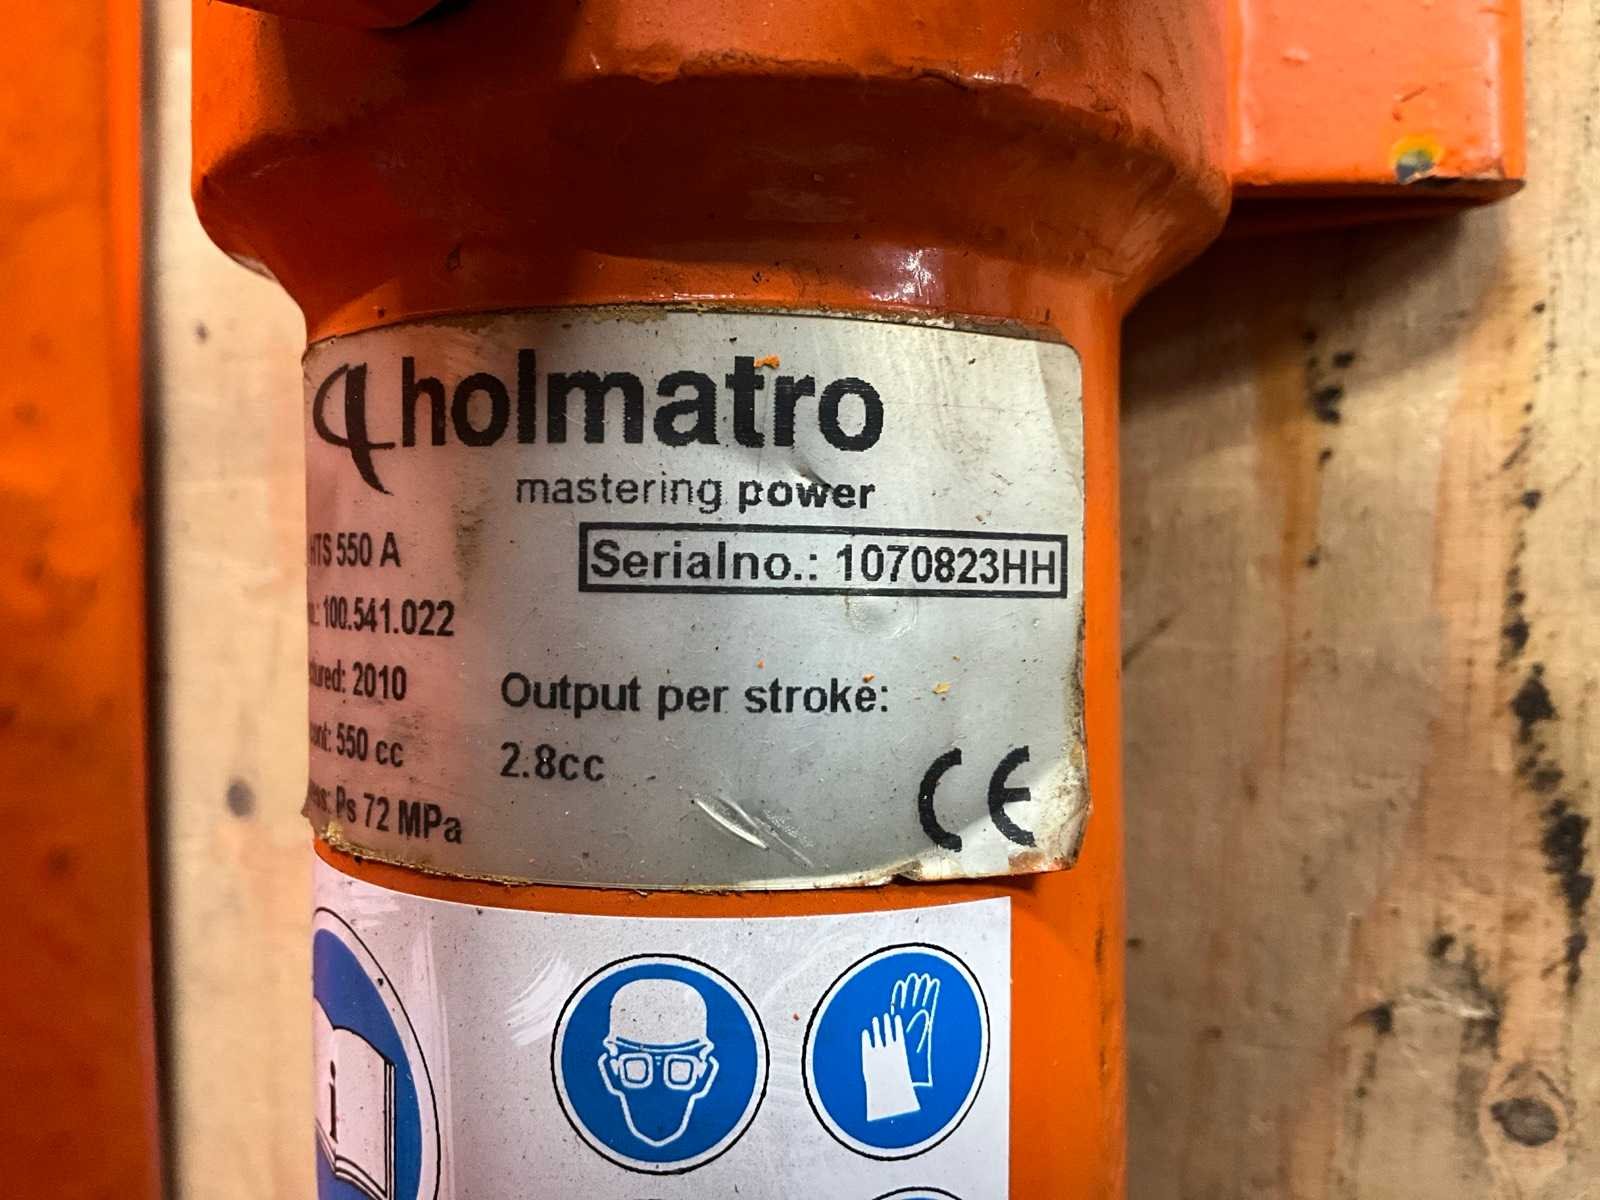 holmatro
mastering power
HTS 550 A
Serialno.: 1070823HH
100.541.022
2010
Output per stroke:
550 cc
2.8cc
Ps 72 MPa
CE
i